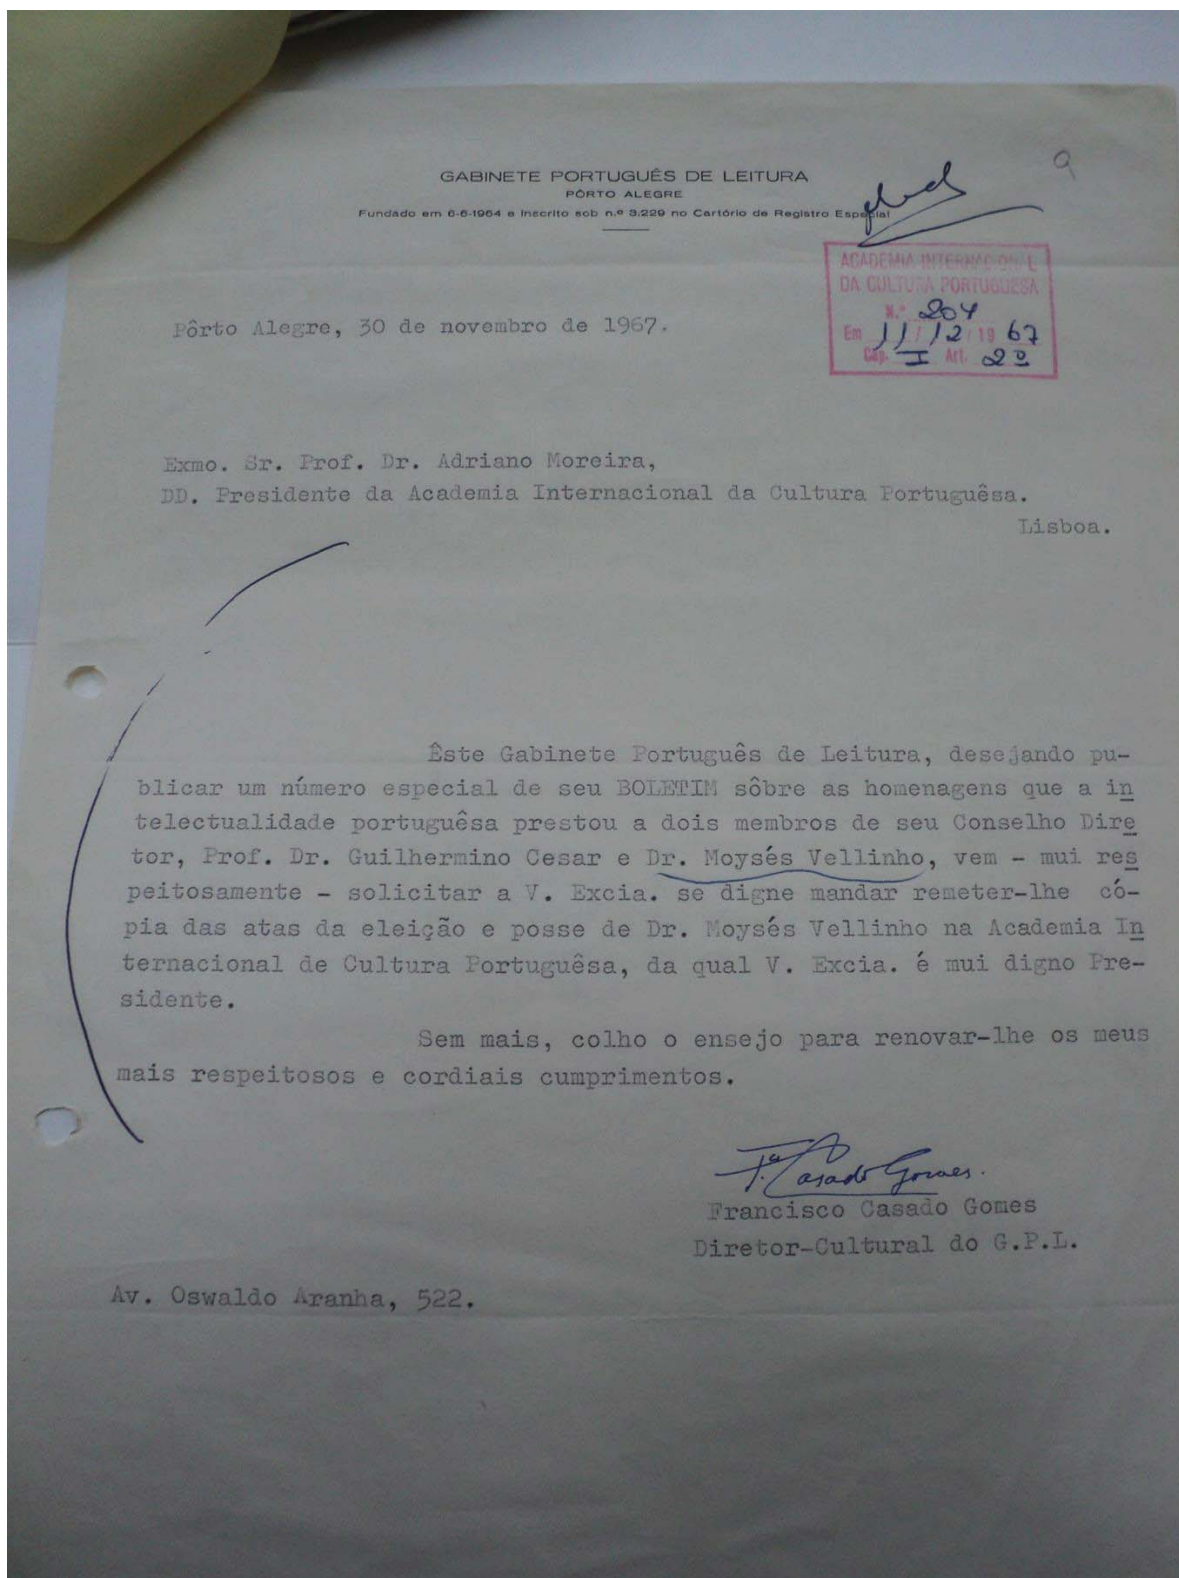 GABINETE PORTUGUÊS DE LEITURA
PÔRTO ALEGRE
Fundado em 6-6-1964 e Inscrito sob n.º 3.229 no Cartório de Registro Especial
9
ACADEMIA INTERNACIONAL
DA CULTURA PORTUGUESA
N.º 204
Em 11/12/1967
Cap. I Art. 2º
Pôrto Alegre, 30 de novembro de 1967.
Exmo. Sr. Prof. Dr. Adriano Moreira,
DD. Presidente da Academia Internacional da Cultura Portuguêsa.
Lisboa.
Êste Gabinete Português de Leitura, desejando pu-
blicar um número especial de seu BOLETIM sôbre as homenagens que a in
telectualidade portuguêsa prestou a dois membros de seu Conselho Dire
tor, Prof. Dr. Guilhermino Cesar e Dr. Moysés Vellinho, vem - mui res
peitosamente - solicitar a V. Excia. se digne mandar remeter-lhe có-
pia das atas da eleição e posse de Dr. Moysés Vellinho na Academia In
ternacional de Cultura Portuguêsa, da qual V. Excia. é mui digno Pre-
sidente.
Sem mais, colho o ensejo para renovar-lhe os meus
mais respeitosos e cordiais cumprimentos.
F.co Casado Gomes.
Francisco Casado Gomes
Diretor-Cultural do G.P.L.
Av. Oswaldo Aranha, 522.